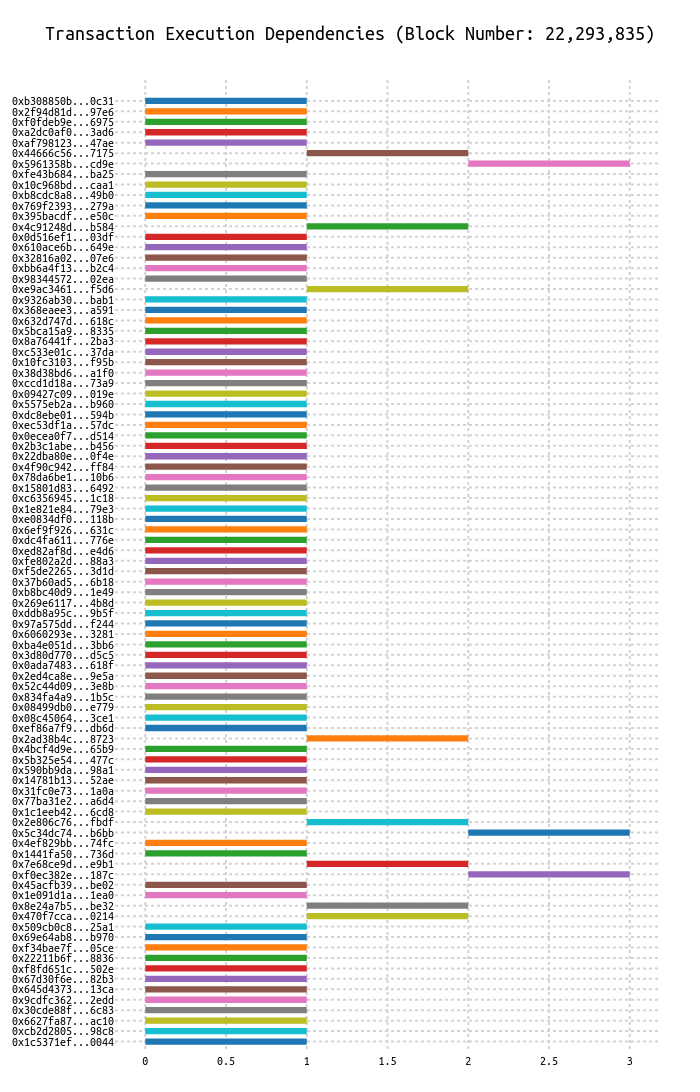 Transaction Execution Dependencies (Block Number: 22,293,835)
0xb308850b...0c31
0x2f94d81d...97e6
0xf0fdeb9e...6975
0xa2dc0af0...3ad6
0xaf798123...47ae
0x44666c56...7175
0x5961358b...cd9e
0xfe43b684...ba25
0x10c968bd...caa1
0xb8cdc8a8...49b0
0x769f2393...279a
0x395bacdf...e50c
0x4c91248d...b584
0x0d516ef1...03df
0x610ace6b...649e
0x32816a02...07e6
0xbb6a4f13...b2c4
0x98344572...02ea
0xe9ac3461...f5d6
0x9326ab30...bab1
0x368eaee3...a591
0x632d747d...618c
0x5bca15a9...8335
0x8a76441f...2ba3
0xc533e01c...37da
0x10fc3103...f95b
0x38d38bd6...a1f0
0xccd1d18a...73a9
0x09427c09...019e
0x5575eb2a...b960
0xdc8ebe01...594b
0xec53df1a...57dc
0x0ecea0f7...d514
0x2b3c1abe...b456
0x22dba80e...0f4e
0x4f90c942...ff84
0x78da6be1...10b6
0x15801d83...6492
0xc6356945...1c18
0x1e821e84...79e3
0xe0834df0...118b
0x6ef9f926...631c
0xdc4fa611...776e
0xed82af8d...e4d6
0xfe802a2d...88a3
0xf5de2265...3d1d
0x37b60ad5...6b18
0xb8bc40d9...1e49
0x269e6117...4b8d
0xddb8a95c...9b5f
0x97a575dd...f244
0x6060293e...3281
0xba4e051d...3bb6
0x3d80d770...d5c5
0x0ada7483...618f
0x2ed4ca8e...9e5a
0x52c44d09...3e8b
0x834fa4a9...1b5c
0x08499db0...e779
0x08c45064...3ce1
0xef86a7f9...db6d
0x2ad38b4c...8723
0x4bcf4d9e...65b9
0x5b325e54...477c
0x590bb9da...98a1
0x14781b13...52ae
0x31fc0e73...1a0a
0x77ba31e2...a6d4
0x1c1eeb42...6cd8
0x2e806c76...fbdf
0x5c34dc74...b6bb
0x4ef829bb...74fc
0x1441fa50...736d
0x7e68ce9d...e9b1
0xf0ec382e...187c
0x45acfb39...be02
0x1e091d1a...1ea0
0x8e24a7b5...be32
0x470f7cca...0214
0x509cb0c8...25a1
0x69e64ab8...b970
0xf34bae7f...05ce
0x22211b6f...8836
0xf8fd651c...502e
0x67d30f6e...82b3
0x645d4373...13ca
0x9cdfc362...2edd
0x30cde88f...6c83
0x6627fa87...ac10
0xcb2d2805...98c8
0x1c5371ef...0044
0 0.5 1 1.5 2 2.5 3